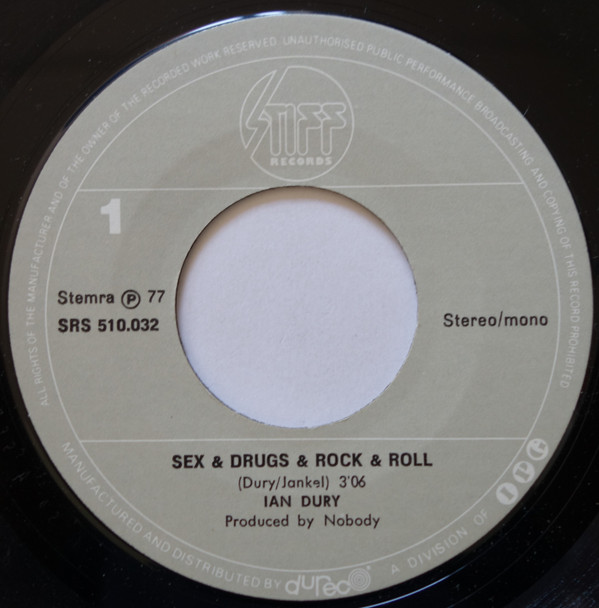 ALL RIGHTS OF THE MANUFACTURER AND OF THE OWNER OF THE RECORDED WORK RESERVED. UNAUTHORISED PUBLIC PERFORMANCE BROADCASTING AND COPYING OF THIS RECORD PROHIBITED
STIFF
RECORDS
1
Stemra ℗ 77
SRS 510.032
Stereo/mono
SEX & DRUGS & ROCK & ROLL
(Dury/Jankel) 3'06
IAN DURY
Produced by Nobody
MANUFACTURED AND DISTRIBUTED BY dureco
A DIVISION OF